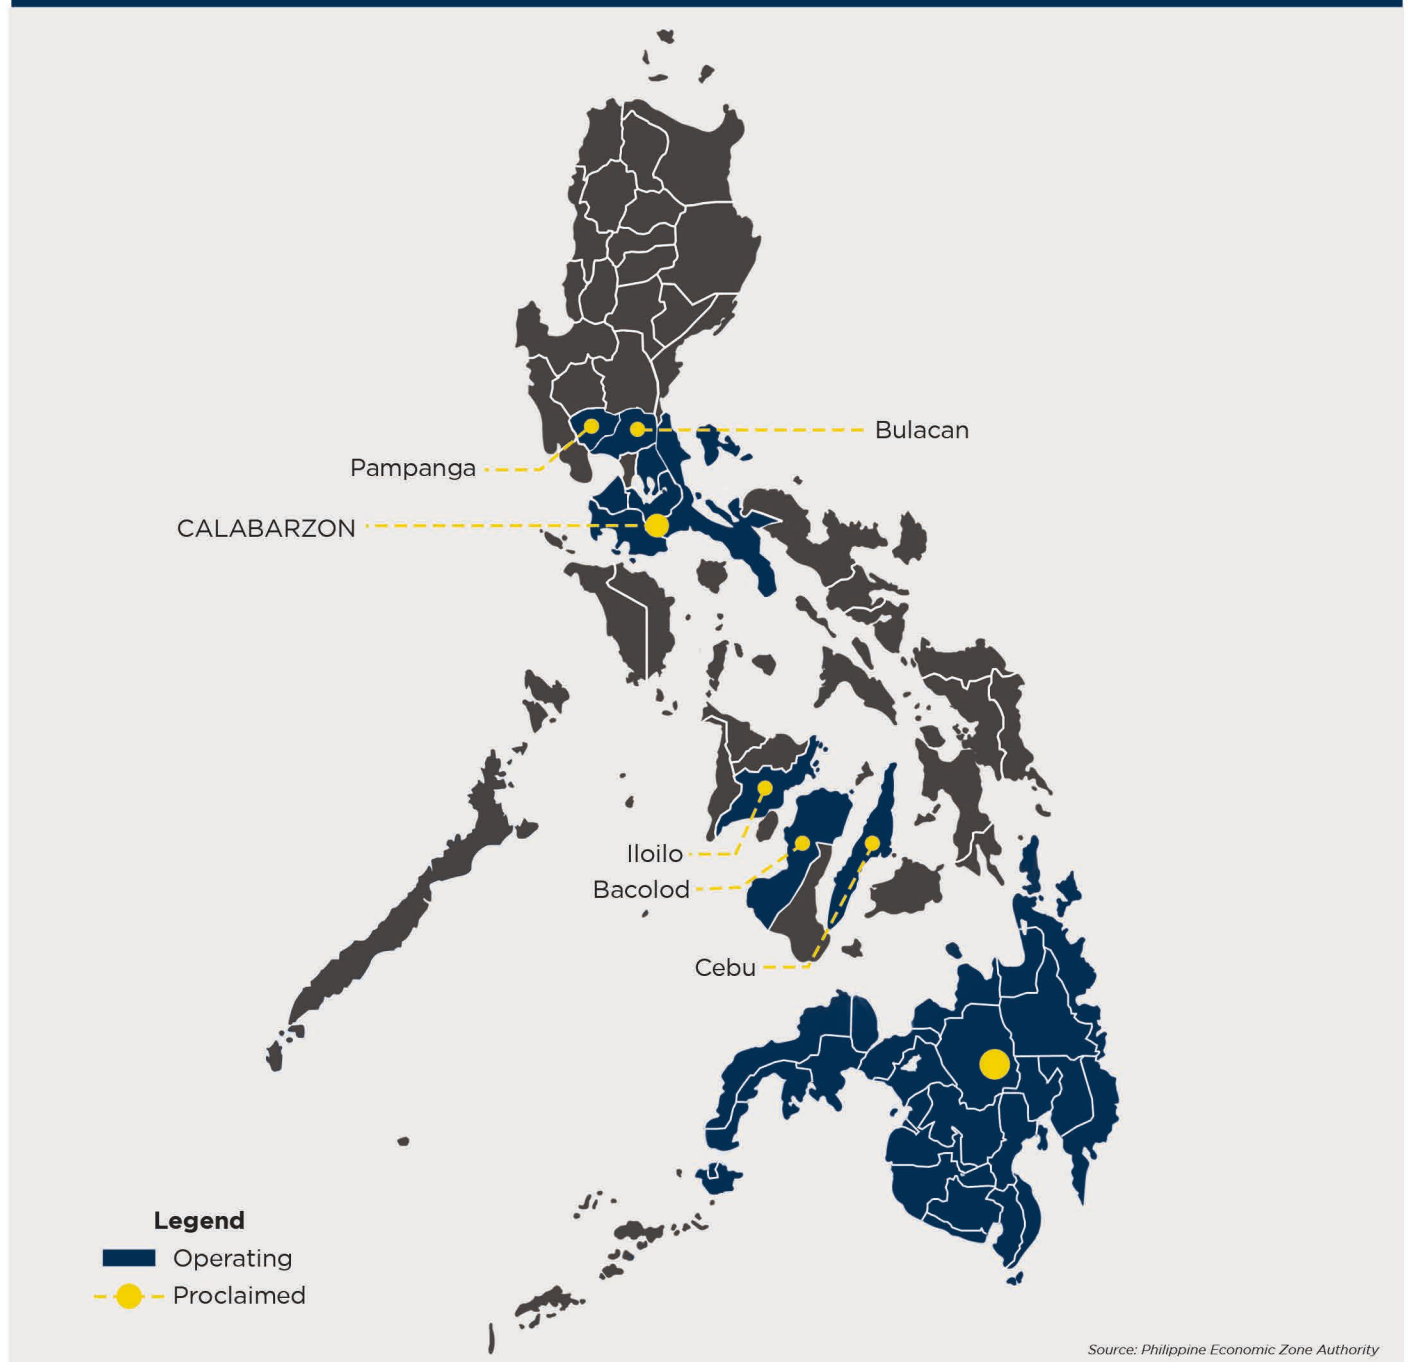 Bulacan
Pampanga
CALABARZON
Iloilo
Bacolod
Cebu
Legend
Operating
Proclaimed
Source: Philippine Economic Zone Authority